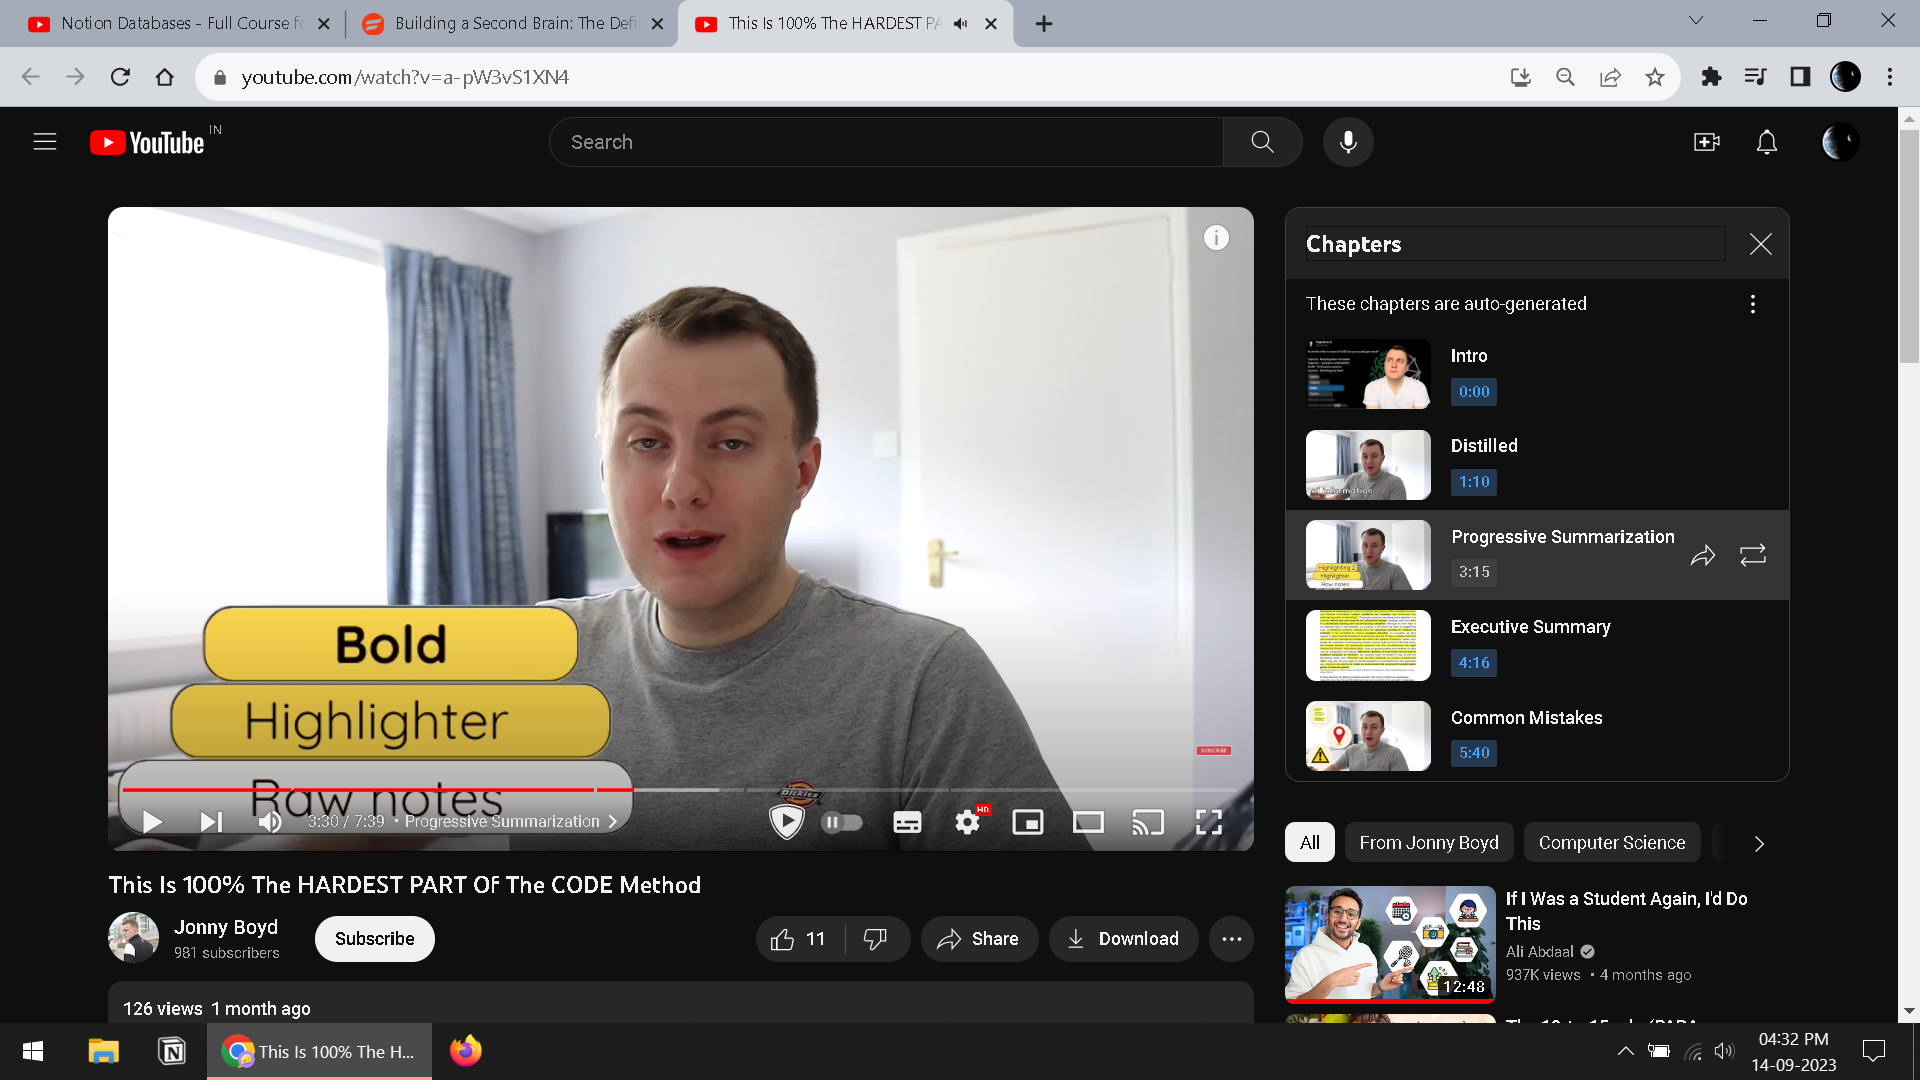 Notion Databases - Full Course fo
Building a Second Brain: The Defi
This Is 100% The HARDEST PA
youtube.com/watch?v=a-pW3vS1XN4
YouTube IN
Search
Chapters
These chapters are auto-generated
Intro
0:00
Distilled
1:10
Progressive Summarization
3:15
Executive Summary
4:16
Common Mistakes
5:40
Bold
Highlighter
Raw notes
Dickies
SUBSCRIBE
3:30 / 7:39 • Progressive Summarization
HD
This Is 100% The HARDEST PART Of The CODE Method
Jonny Boyd
981 subscribers
Subscribe
11
Share
Download
126 views 1 month ago
All
From Jonny Boyd
Computer Science
If I Was a Student Again, I'd Do
This
Ali Abdaal
937K views • 4 months ago
12:48
This Is 100% The H...
04:32 PM
14-09-2023